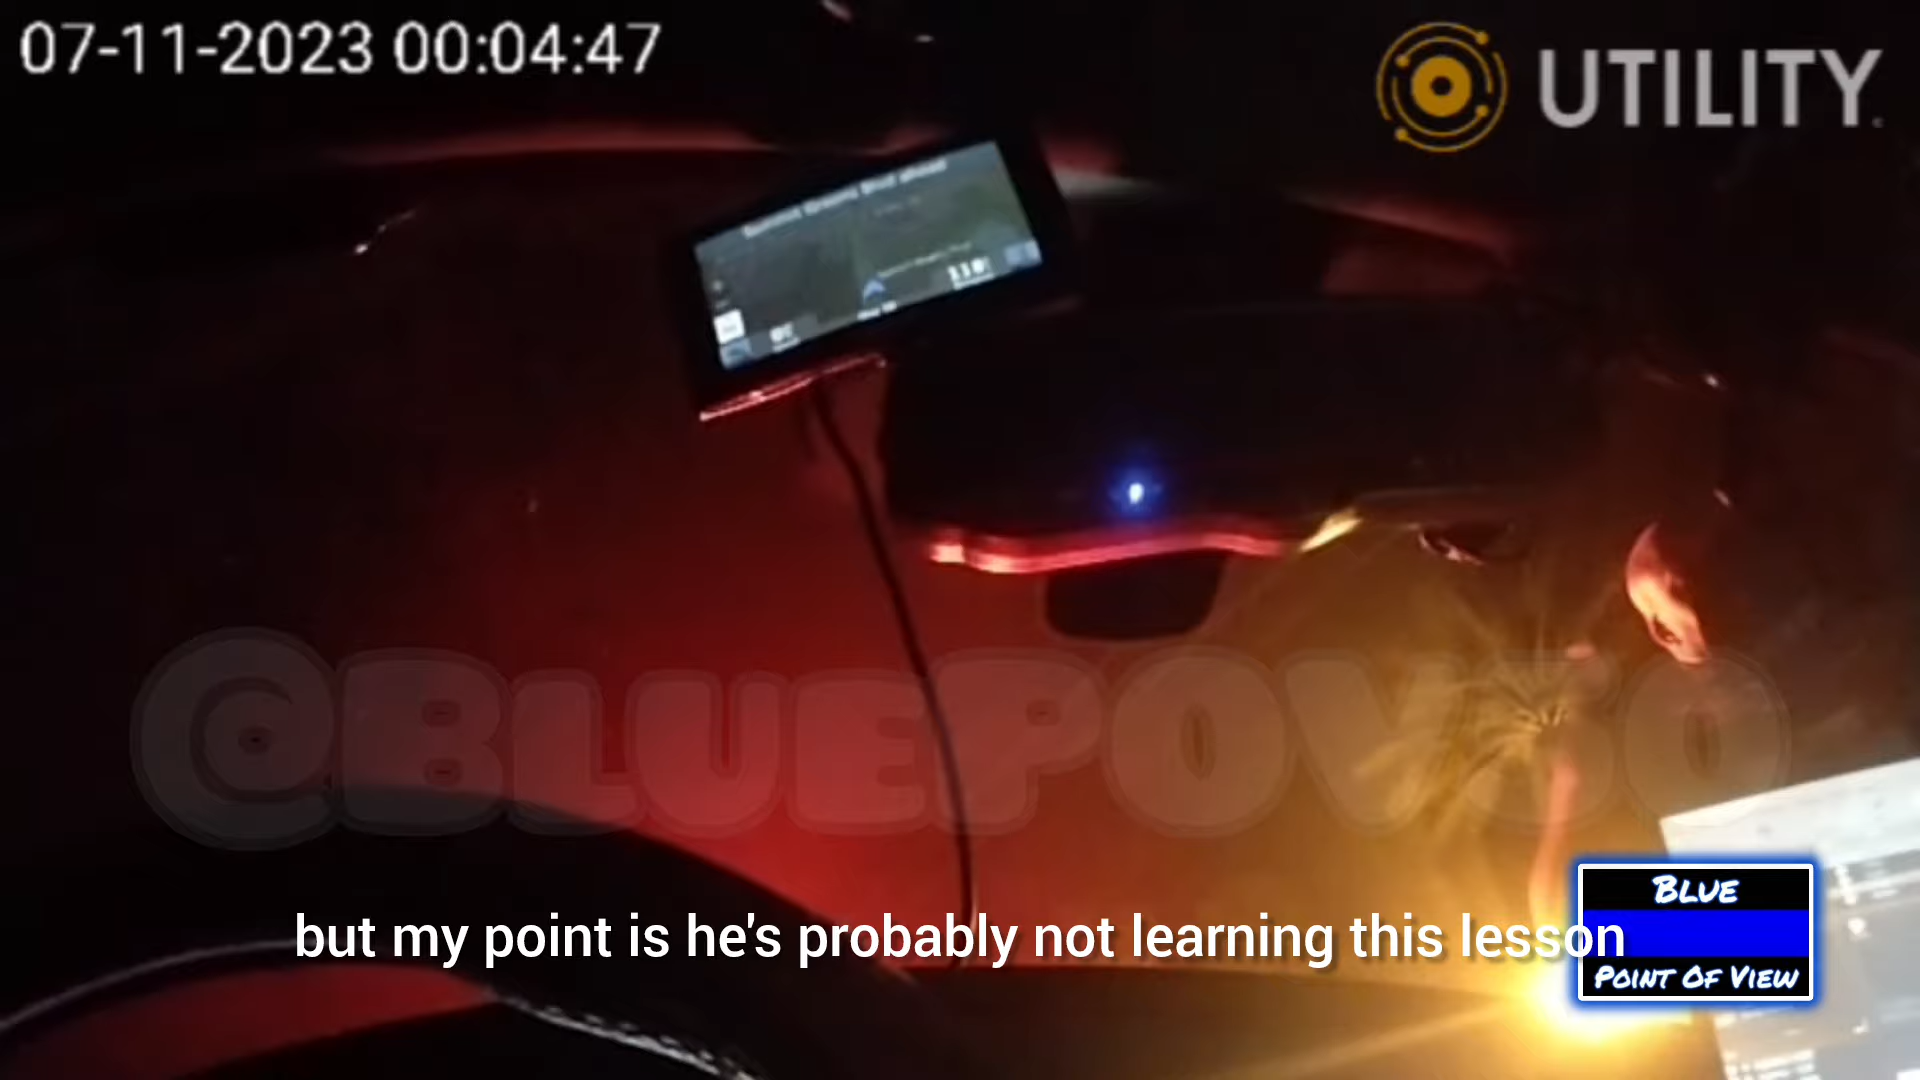 07-11-2023 00:04:47
UTILITY
@BLUEPOV50
but my point is he's probably not learning this lesson
BLUE
POINT OF VIEW